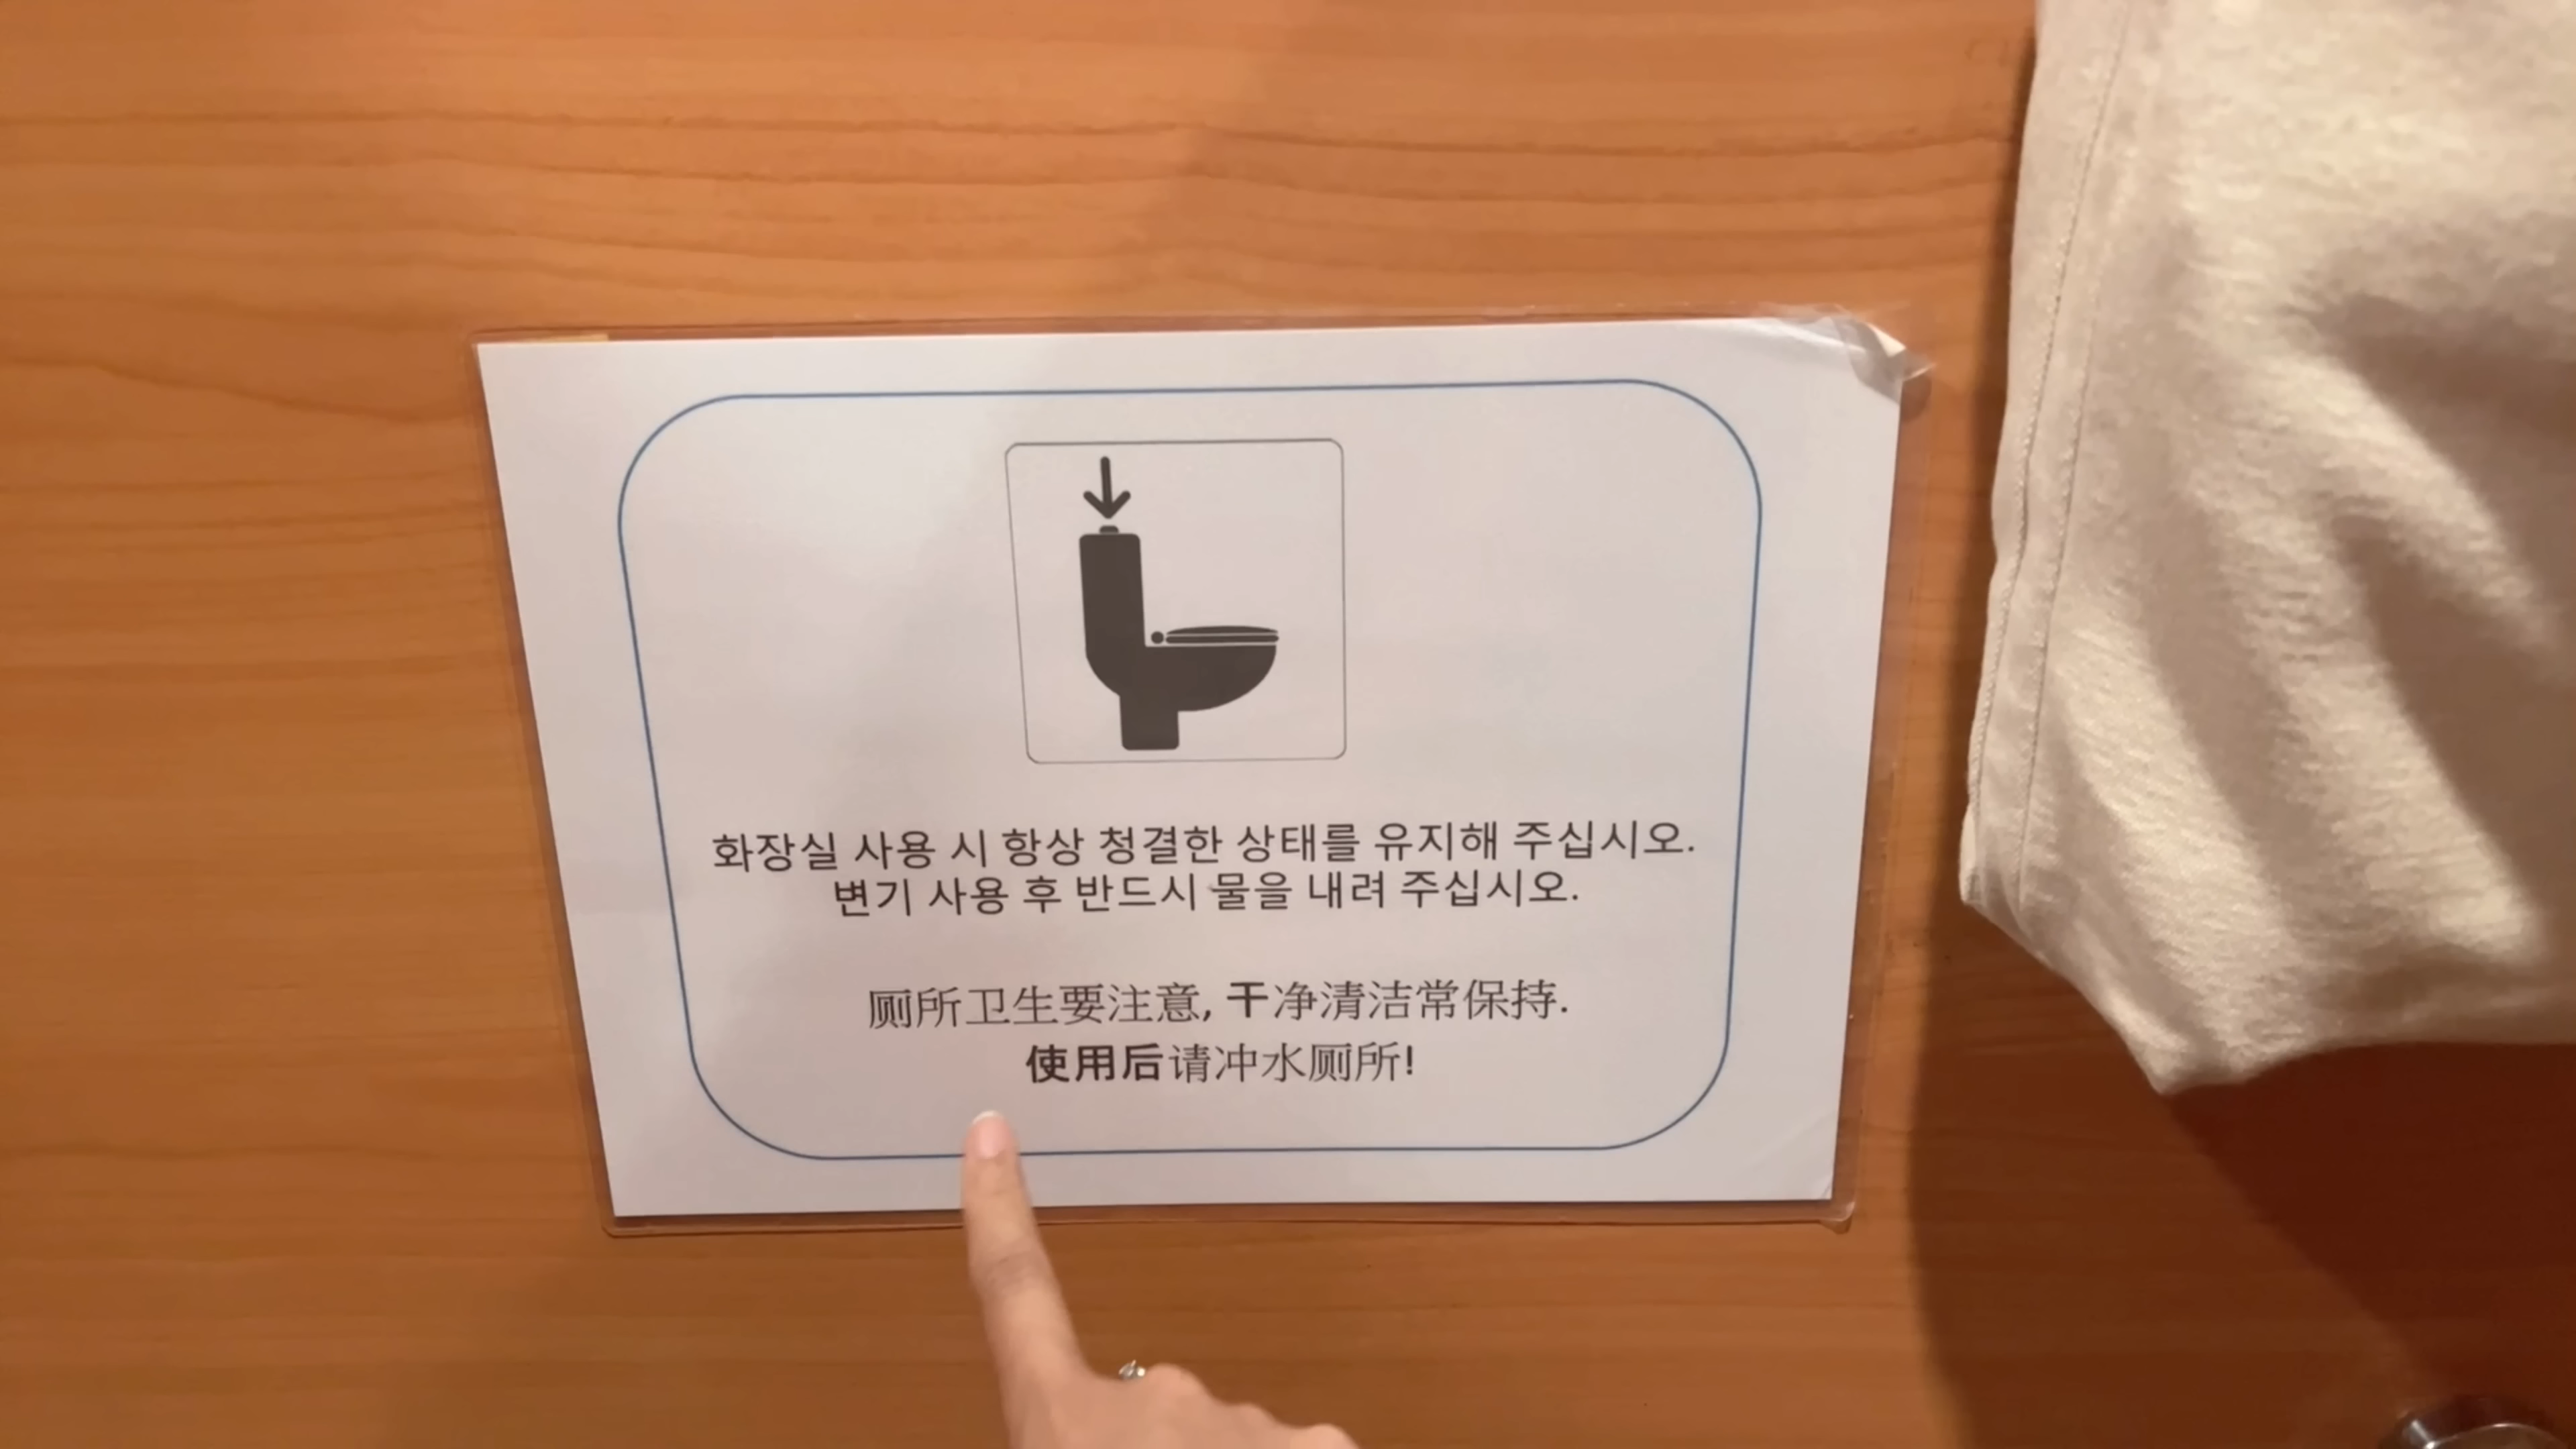 화장실 사용 시 항상 청결한 상태를 유지해 주십시오.
변기 사용 후 반드시 물을 내려 주십시오.
厕所卫生要注意, 干净清洁常保持.
使用后请冲水厕所!